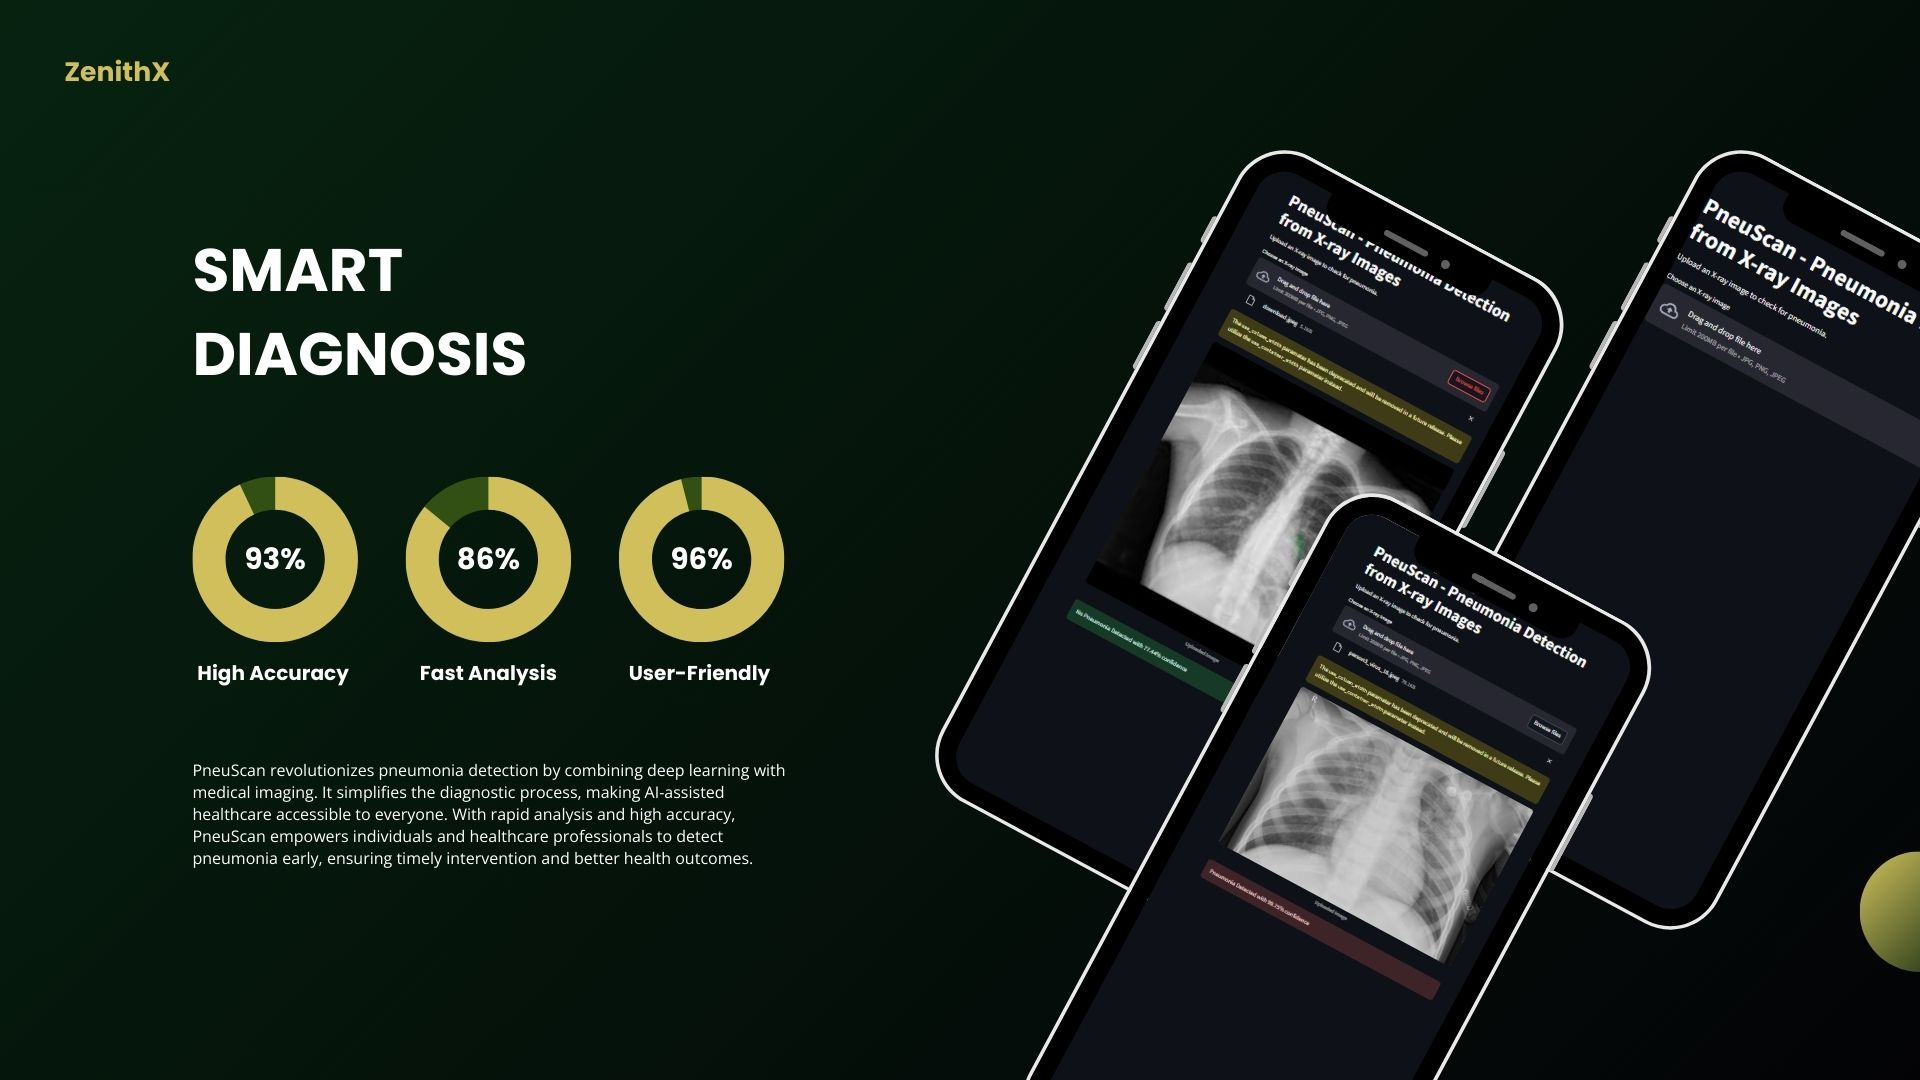 ZenithX
SMART
DIAGNOSIS
93%
86%
96%
High Accuracy
Fast Analysis
User-Friendly
PneuScan revolutionizes pneumonia detection by combining deep learning with
medical imaging. It simplifies the diagnostic process, making AI-assisted
healthcare accessible to everyone. With rapid analysis and high accuracy,
PneuScan empowers individuals and healthcare professionals to detect
pneumonia early, ensuring timely intervention and better health outcomes.
PneuScan - Pneumonia Detection
from X-ray Images
Upload an X-ray image to check for pneumonia.
Choose an X-ray image
Drag and drop file here
Limit 200MB per file • JPG, PNG, JPEG
Browse files
download.jpeg
The use_column_width parameter has been deprecated and will be removed in a future release. Please
utilize the use_container_width parameter instead.
Uploaded Image
No Pneumonia Detected with 77.44% confidence
PneuScan - Pneumonia Detection
from X-ray Images
Upload an X-ray image to check for pneumonia.
Choose an X-ray image
Drag and drop file here
Limit 200MB per file • JPG, PNG, JPEG
Browse files
The use_column_width parameter has been deprecated and will be removed in a future release. Please
utilize the use_container_width parameter instead.
R
Uploaded Image
Pneumonia Detected with confidence
PneuScan - Pneumonia
from X-ray Images
Upload an X-ray image to check for pneumonia.
Choose an X-ray image
Drag and drop file here
Limit 200MB per file • JPG, PNG, JPEG